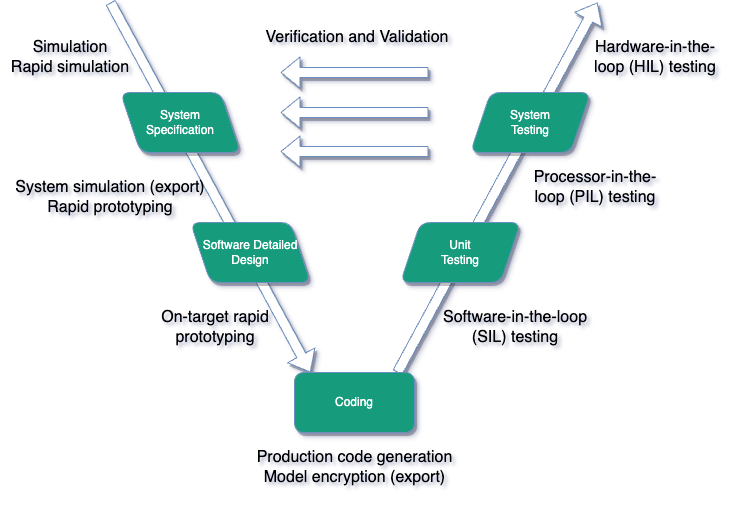 Simulation
Rapid simulation
Verification and Validation
Hardware-in-the-
loop (HIL) testing
System
Specification
System
Testing
System simulation (export)
Rapid prototyping
Processor-in-the-
loop (PIL) testing
Software Detailed
Design
Unit
Testing
On-target rapid
prototyping
Software-in-the-loop
(SIL) testing
Coding
Production code generation
Model encryption (export)